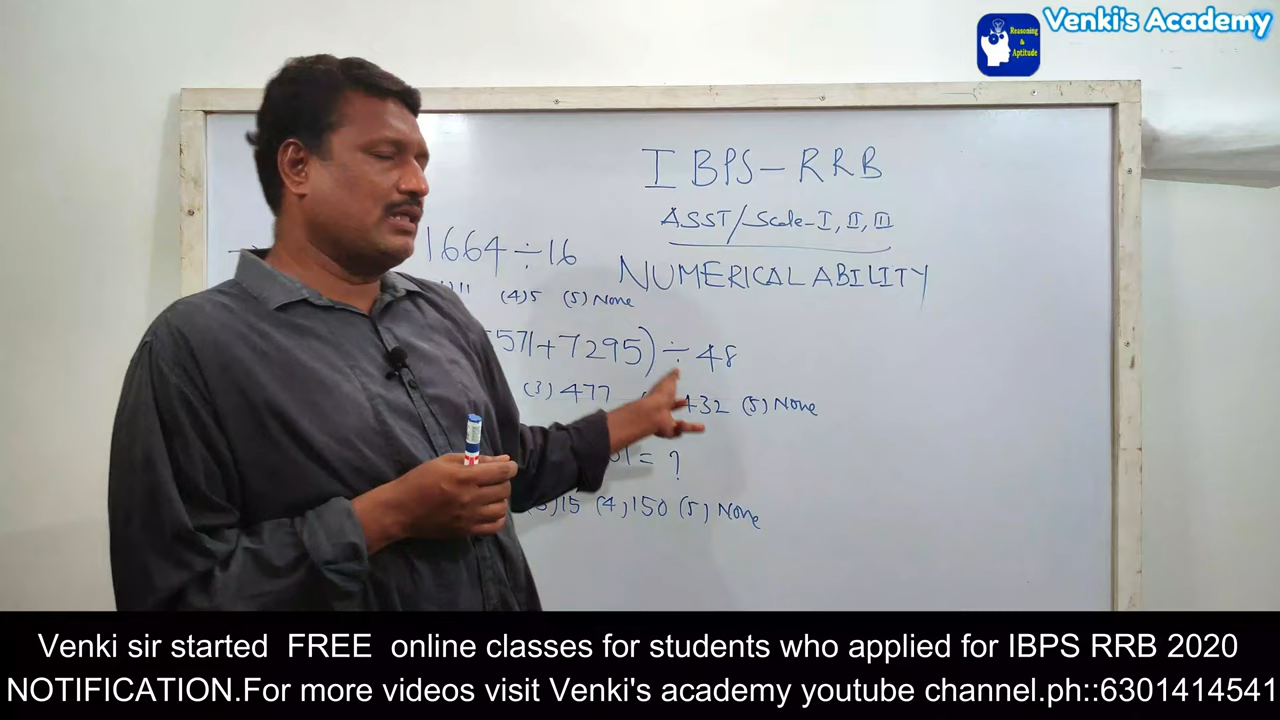 Venki's Academy
Reasoning
&
Aptitude
IBPS-RRB
ASST/Scale-I, II, III
1664÷16
NUMERICAL ABILITY
(4)5 (5) None
571+7295)÷48
(3) 477 432 (5) None
1= ?
15 (4) 150 (5) None
Venki sir started FREE online classes for students who applied for IBPS RRB 2020
NOTIFICATION.For more videos visit Venki's academy youtube channel.ph::6301414541